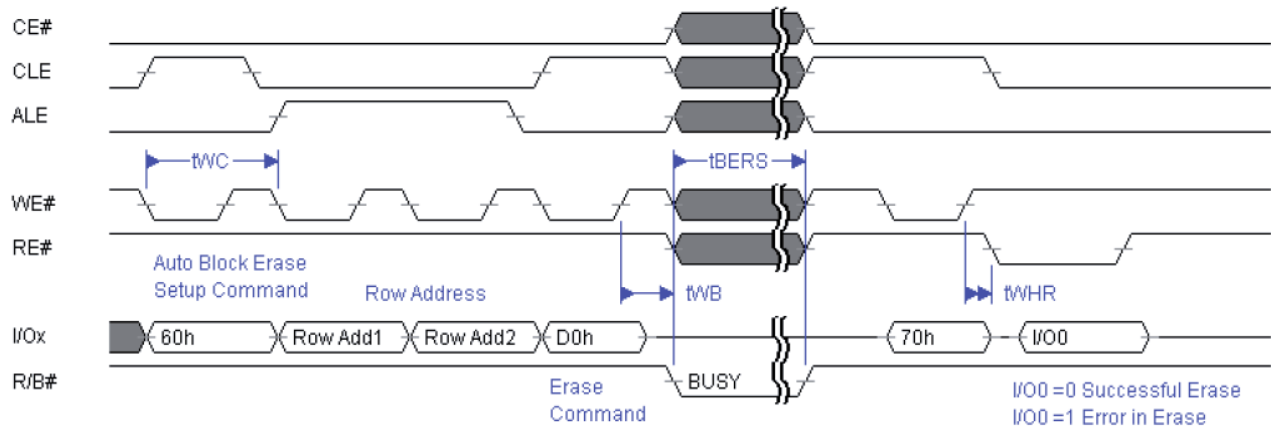 CE#
CLE
ALE
tWC
tBERS
WE#
RE#
Auto Block Erase
Setup Command
Row Address
tWB
tWHR
I/Ox
60h
Row Add1
Row Add2
D0h
70h
I/O0
R/B#
BUSY
Erase
Command
I/O0 =0 Successful Erase
I/O0 =1 Error in Erase